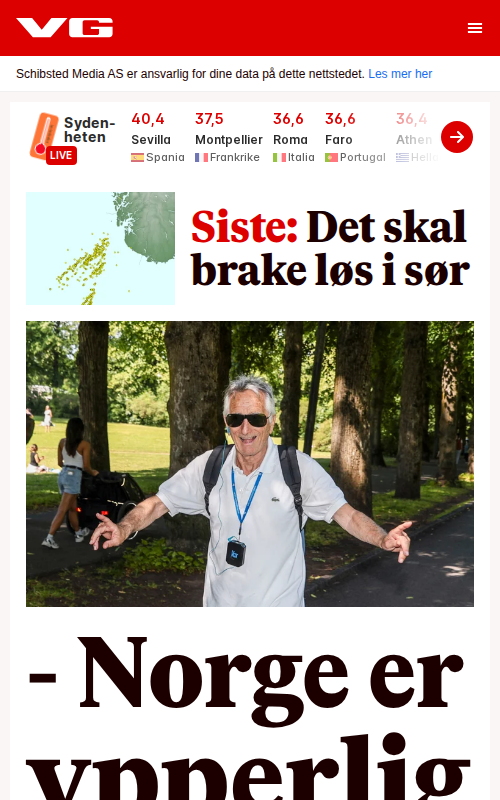 VG
Schibsted Media AS er ansvarlig for dine data på dette nettstedet. Les mer her
Syden-
heten
LIVE
40,4
Sevilla
Spania
37,5
Montpellier
Frankrike
36,6
Roma
Italia
36,6
Faro
Portugal
36,4
Athen
Siste: Det skal
brake løs i sør
- Norge er
ypperlig